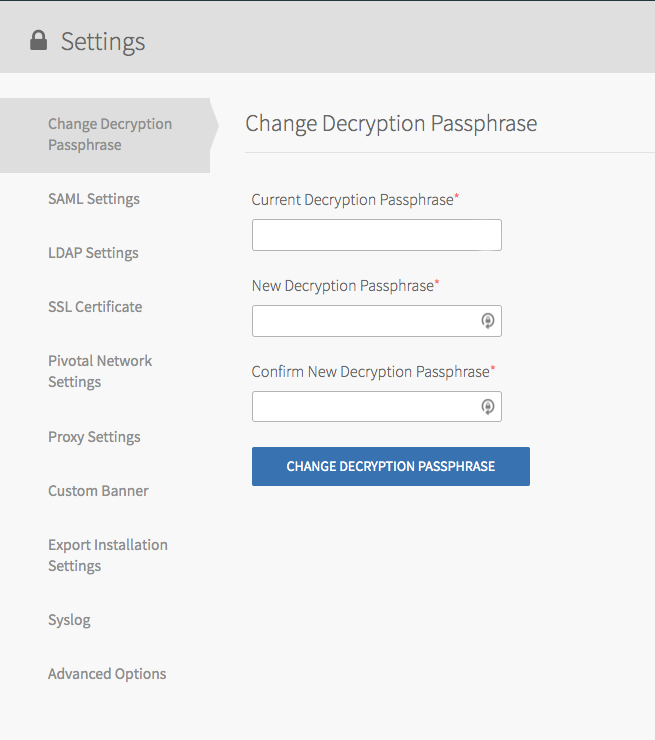 Settings
Change Decryption
Passphrase
SAML Settings
LDAP Settings
SSL Certificate
Pivotal Network
Settings
Proxy Settings
Custom Banner
Export Installation
Settings
Syslog
Advanced Options
Change Decryption Passphrase
Current Decryption Passphrase*
New Decryption Passphrase*
Confirm New Decryption Passphrase*
CHANGE DECRYPTION PASSPHRASE